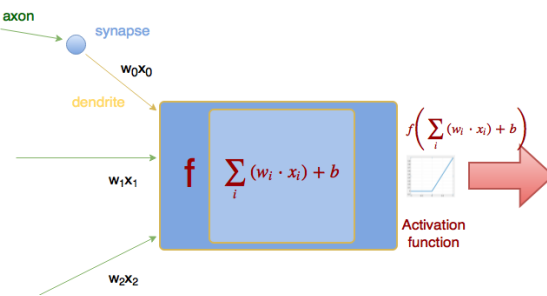 axon
synapse
w₀x₀
dendrite
f(∑ᵢ (wᵢ · xᵢ) + b)
f
∑ᵢ (wᵢ · xᵢ) + b
w₁x₁
Activation
function
w₂x₂